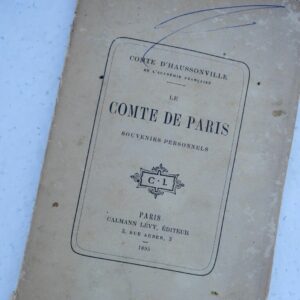 COMTE D'HAUSSONVILLE
DE L'ACADÉMIE FRANÇAISE
LE
COMTE DE PARIS
SOUVENIRS PERSONNELS
C·L
PARIS
CALMANN LÉVY, ÉDITEUR
3, RUE AUBER, 3
1895